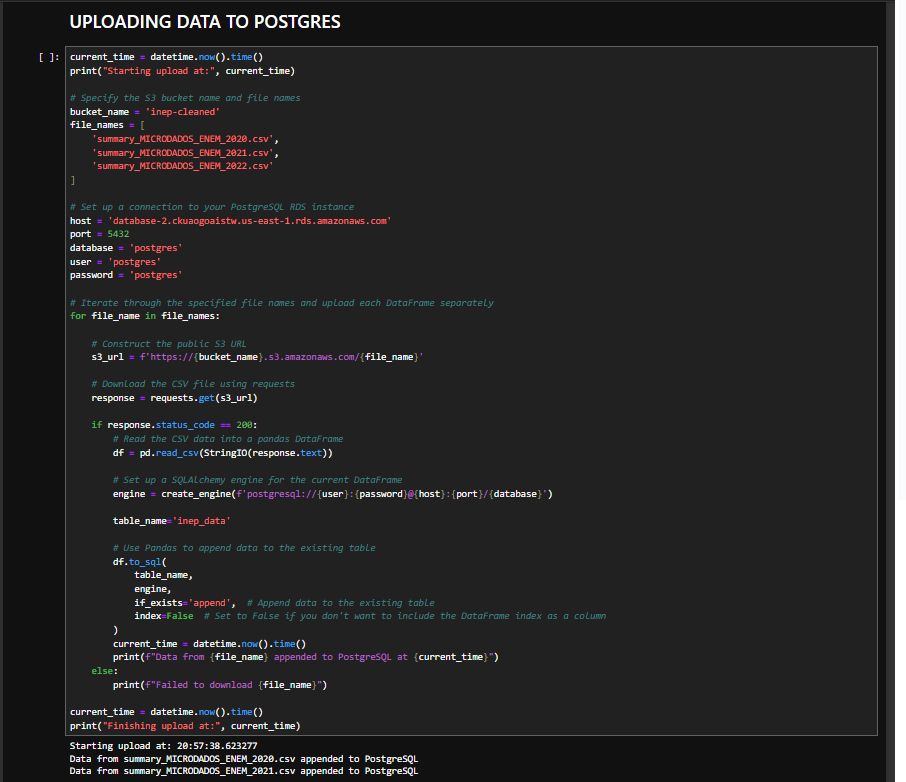 UPLOADING DATA TO POSTGRES
[ ]: current_time = datetime.now().time()
print("Starting upload at:", current_time)
# Specify the S3 bucket name and file names
bucket_name = 'inep-cleaned'
file_names = [
'summary_MICRODADOS_ENEM_2020.csv',
'summary_MICRODADOS_ENEM_2021.csv',
'summary_MICRODADOS_ENEM_2022.csv'
]
# Set up a connection to your PostgreSQL RDS instance
host = 'database-2.ckuaogoaistw.us-east-1.rds.amazonaws.com'
port = 5432
database = 'postgres'
user = 'postgres'
password = 'postgres'
# Iterate through the specified file names and upload each DataFrame separately
for file_name in file_names:
# Construct the public S3 URL
s3_url = f'https://{bucket_name}.s3.amazonaws.com/{file_name}'
# Download the CSV file using requests
response = requests.get(s3_url)
if response.status_code == 200:
# Read the CSV data into a pandas DataFrame
df = pd.read_csv(StringIO(response.text))
# Set up a SQLAlchemy engine for the current DataFrame
engine = create_engine(f'postgresql://{user}:{password}@{host}:{port}/{database}')
table_name='inep_data'
# Use Pandas to append data to the existing table
df.to_sql(
table_name,
engine,
if_exists='append',  # Append data to the existing table
index=False  # Set to False if you don't want to include the DataFrame index as a column
)
current_time = datetime.now().time()
print(f"Data from {file_name} appended to PostgreSQL at {current_time}")
else:
print(f"Failed to download {file_name}")
current_time = datetime.now().time()
print("Finishing upload at:", current_time)
Starting upload at: 20:57:38.623277
Data from summary_MICRODADOS_ENEM_2020.csv appended to PostgreSQL
Data from summary_MICRODADOS_ENEM_2021.csv appended to PostgreSQL